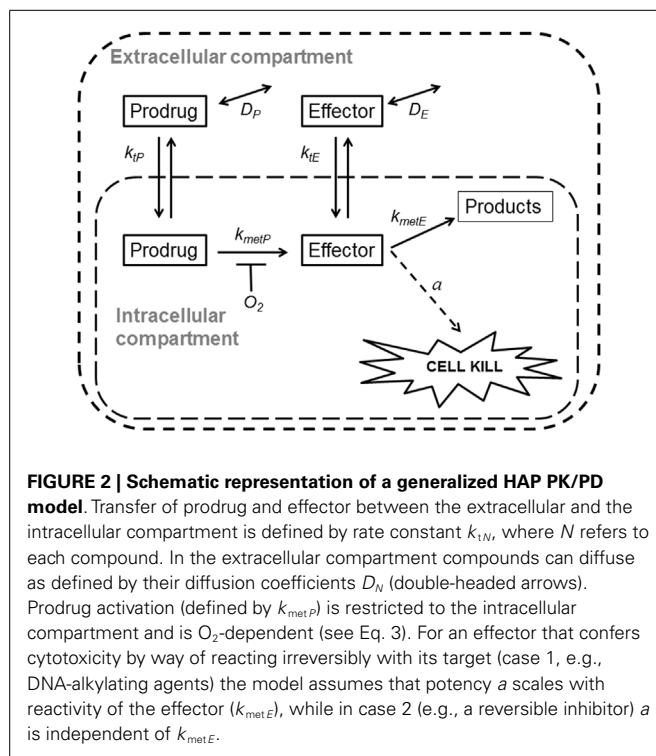 Extracellular compartment
Prodrug
D_P
Effector
D_E
k_tP
k_tE
Products
k_metP
k_metE
Prodrug
Effector
O_2
a
Intracellular
compartment
CELL KILL
FIGURE 2 | Schematic representation of a generalized HAP PK/PD
model. Transfer of prodrug and effector between the extracellular and the
intracellular compartment is defined by rate constant k_tN, where N refers to
each compound. In the extracellular compartment compounds can diffuse
as defined by their diffusion coefficients D_N (double-headed arrows).
Prodrug activation (defined by k_metP) is restricted to the intracellular
compartment and is O_2-dependent (see Eq. 3). For an effector that confers
cytotoxicity by way of reacting irreversibly with its target (case 1, e.g.,
DNA-alkylating agents) the model assumes that potency a scales with
reactivity of the effector (k_metE), while in case 2 (e.g., a reversible inhibitor) a
is independent of k_metE.